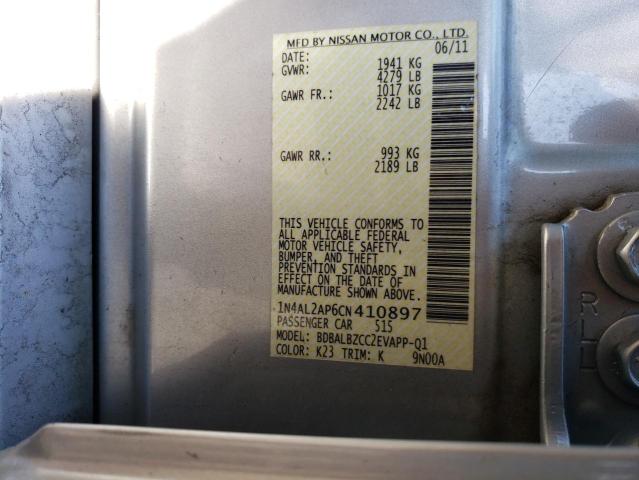 MFD BY NISSAN MOTOR CO., LTD.
DATE: 06/11
GVWR: 1941 KG
4279 LB
GAWR FR.: 1017 KG
2242 LB
GAWR RR.: 993 KG
2189 LB
THIS VEHICLE CONFORMS TO
ALL APPLICABLE FEDERAL
MOTOR VEHICLE SAFETY,
BUMPER, AND THEFT
PREVENTION STANDARDS IN
EFFECT ON THE DATE OF
MANUFACTURE SHOWN ABOVE.
1N4AL2AP6CN410897
PASSENGER CAR 515
MODEL: BDBALBZCC2EVAPP-Q1
COLOR: K23 TRIM: K 9N00A
RLL